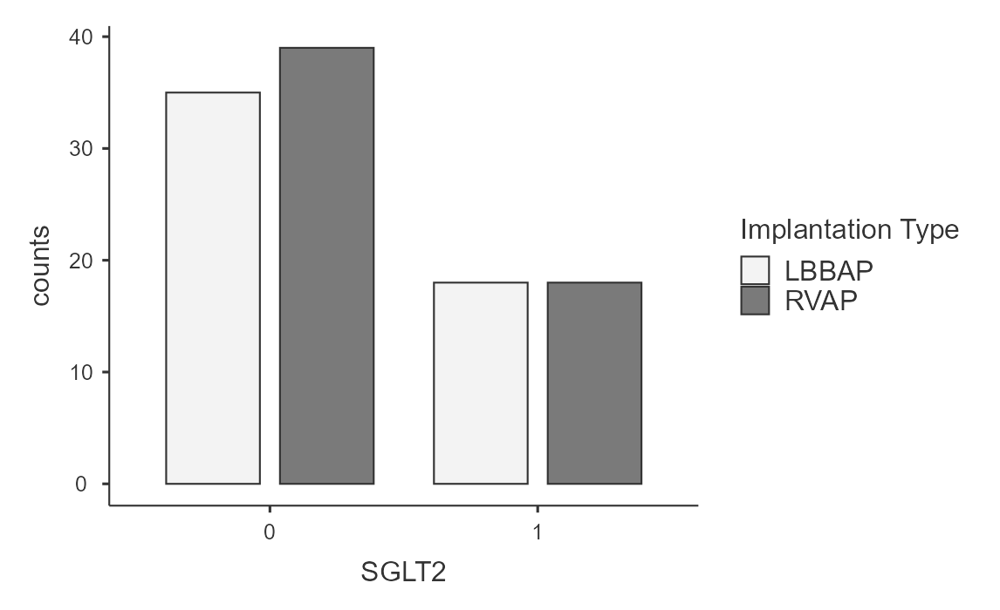 40
30
20
10
0
counts
0
1
SGLT2
Implantation Type
LBBAP
RVAP